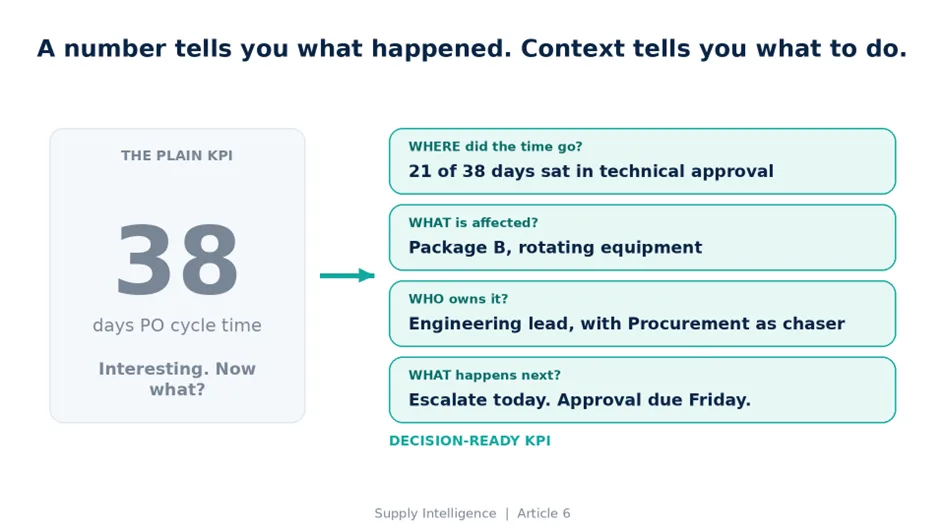 A number tells you what happened. Context tells you what to do.
THE PLAIN KPI
38
days PO cycle time
Interesting. Now
what?
WHERE did the time go?
21 of 38 days sat in technical approval
WHAT is affected?
Package B, rotating equipment
WHO owns it?
Engineering lead, with Procurement as chaser
WHAT happens next?
Escalate today. Approval due Friday.
DECISION-READY KPI
Supply Intelligence | Article 6